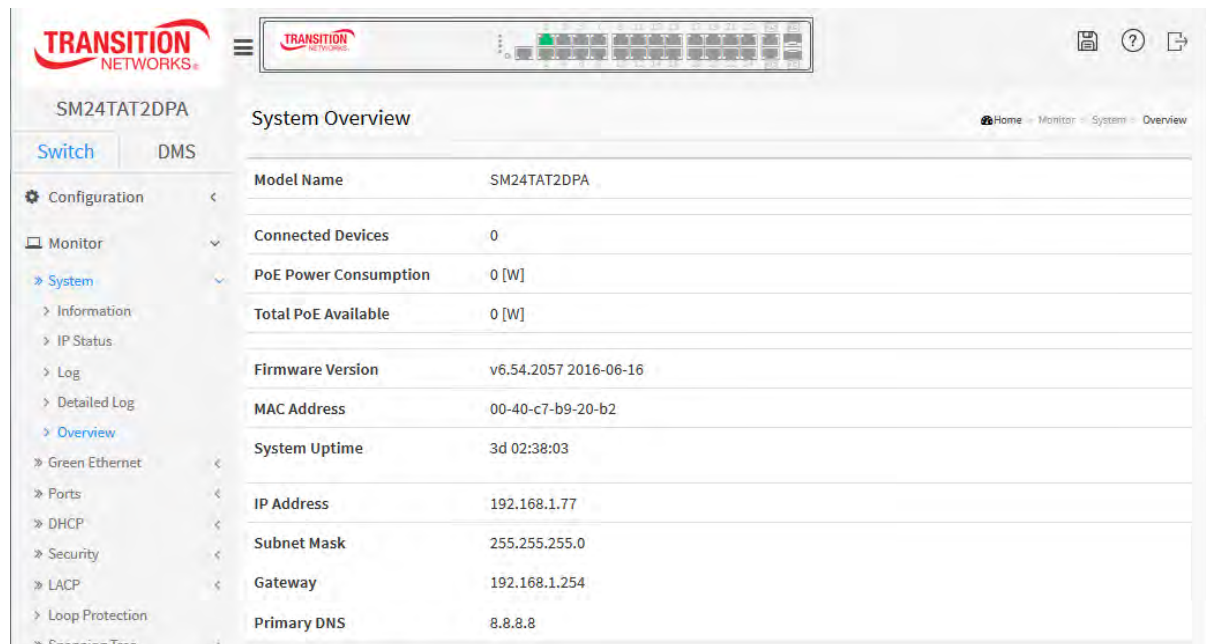 TRANSITION
NETWORKS®
TRANSITION
NETWORKS
SM24TAT2DPA
Switch DMS
Configuration
Monitor
System
Information
IP Status
Log
Detailed Log
Overview
Green Ethernet
Ports
DHCP
Security
LACP
Loop Protection
System Overview
Home Monitor System Overview
Model Name SM24TAT2DPA
Connected Devices 0
PoE Power Consumption 0 [W]
Total PoE Available 0 [W]
Firmware Version v6.54.2057 2016-06-16
MAC Address 00-40-c7-b9-20-b2
System Uptime 3d 02:38:03
IP Address 192.168.1.77
Subnet Mask 255.255.255.0
Gateway 192.168.1.254
Primary DNS 8.8.8.8